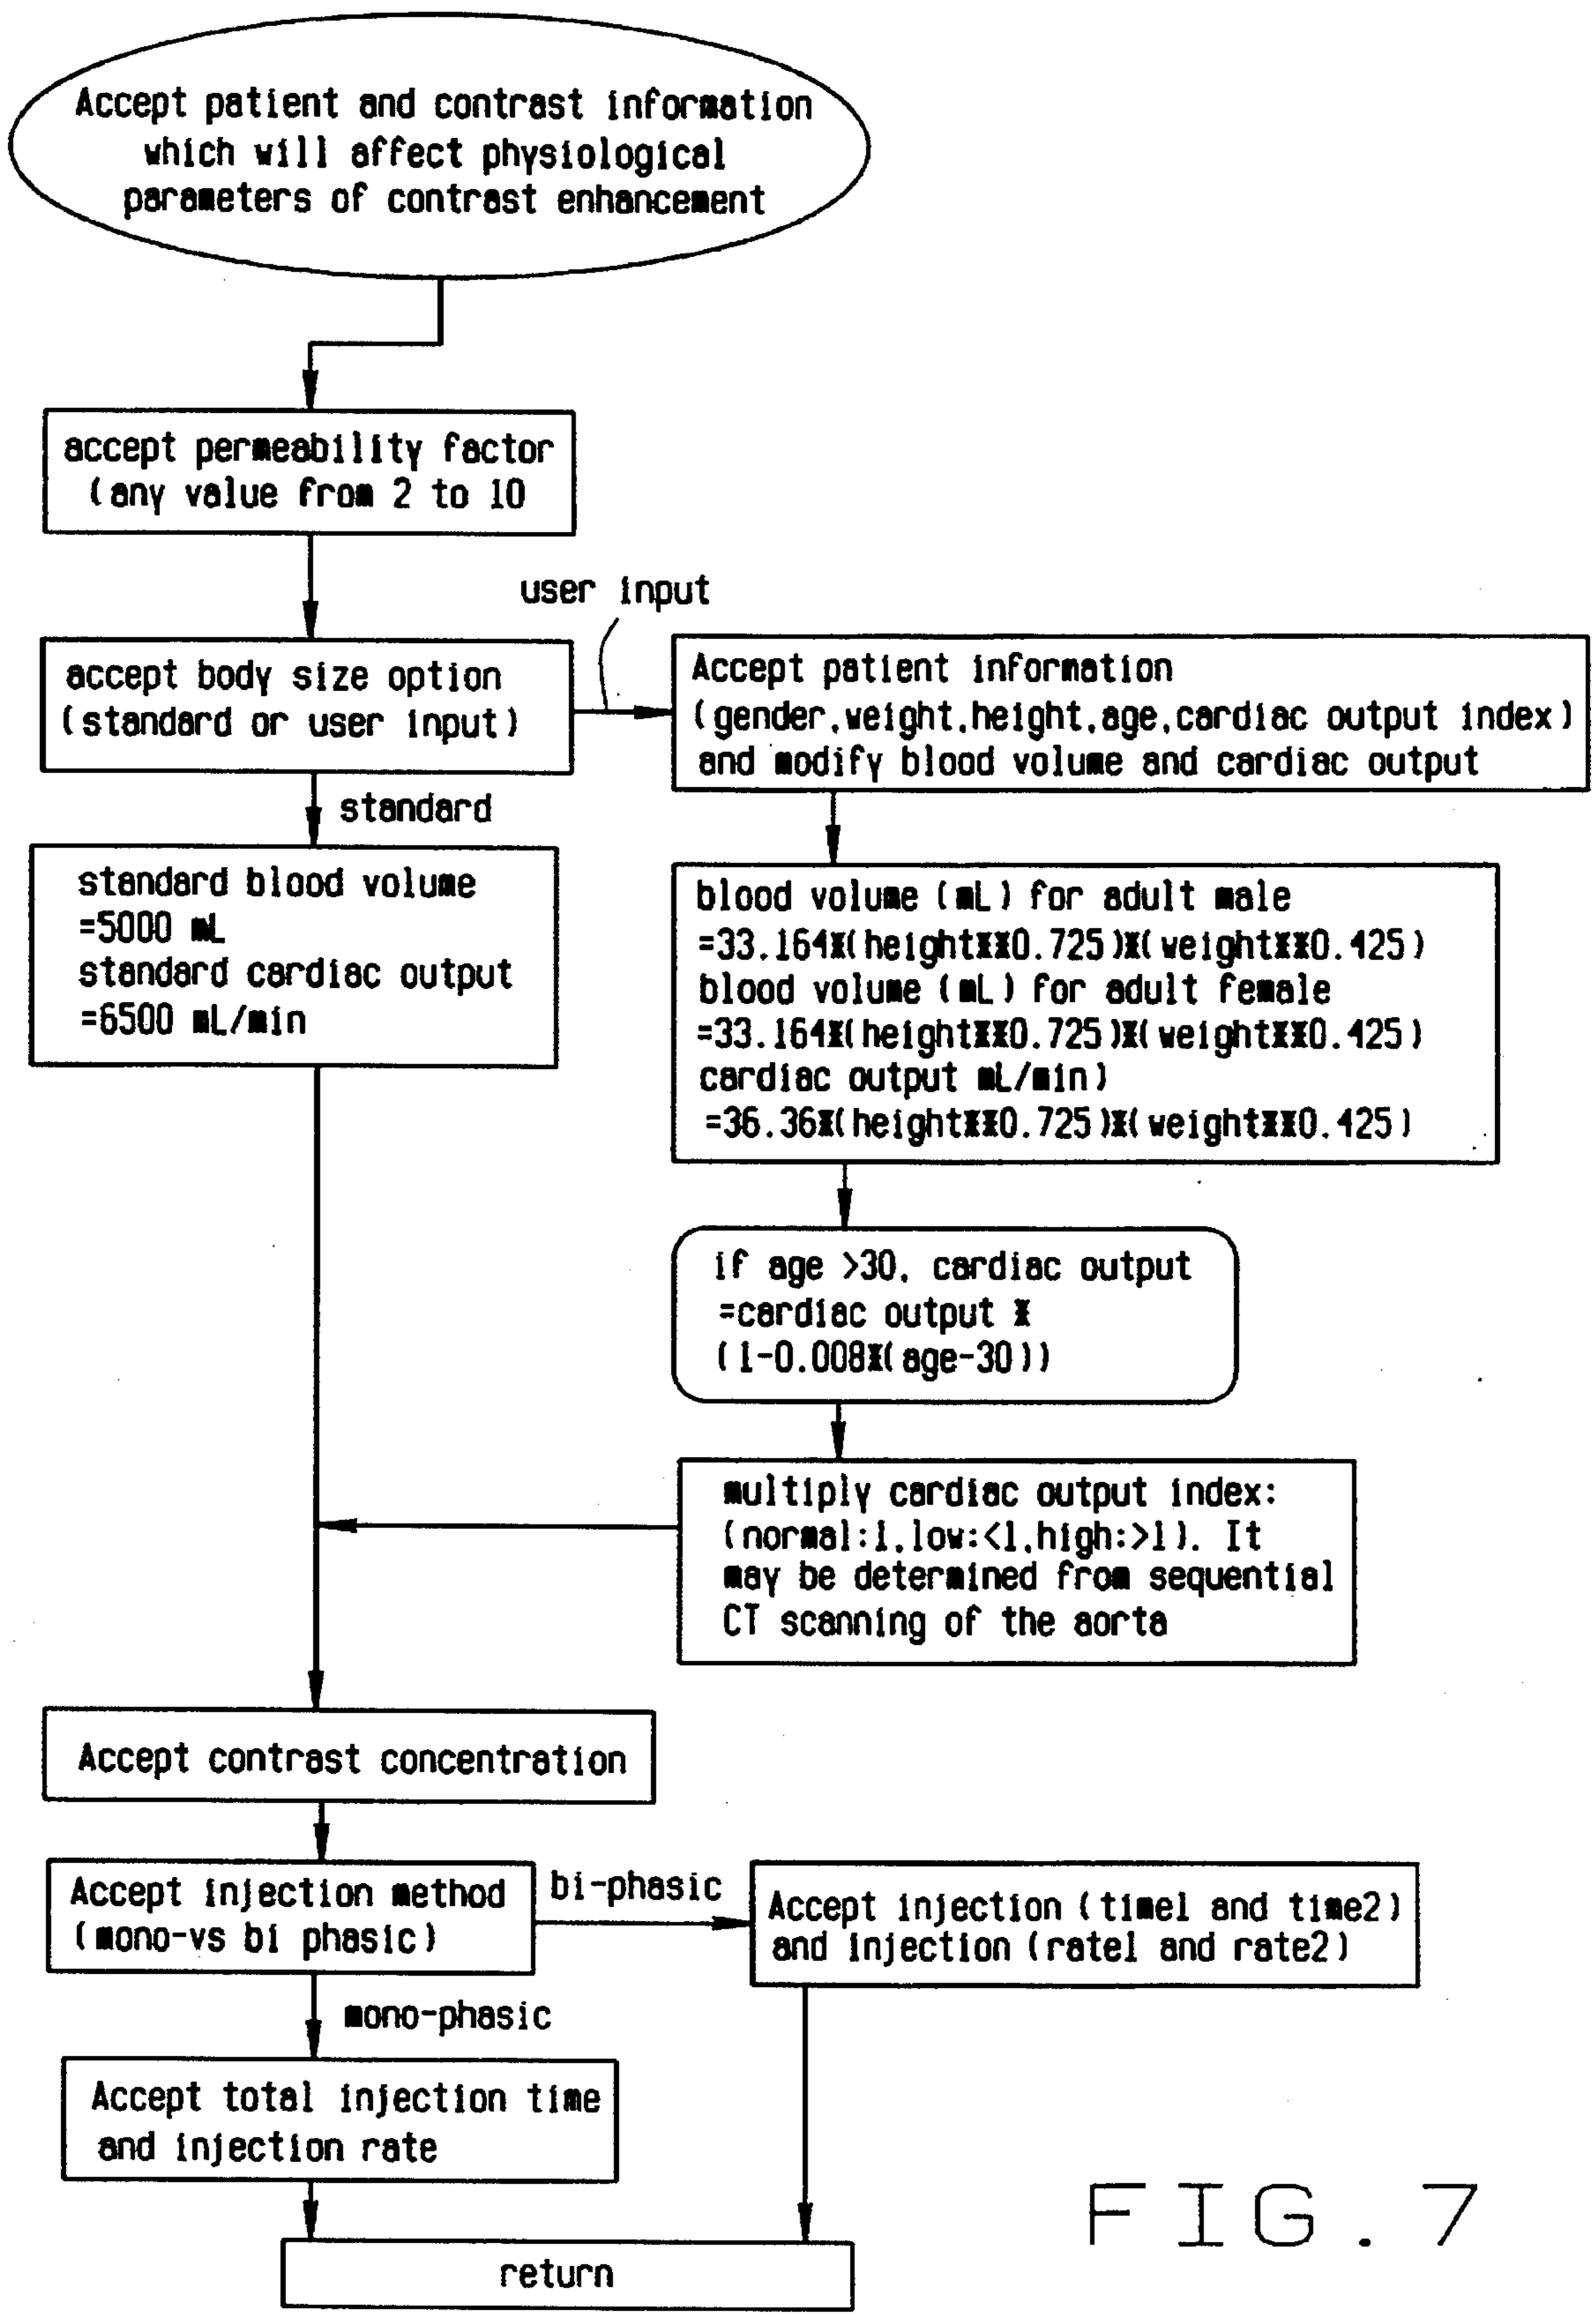 Accept patient and contrast information
which will affect physiological
parameters of contrast enhancement
accept permeability factor
(any value from 2 to 10
user input
accept body size option
(standard or user input)
Accept patient information
(gender,weight,height,age,cardiac output index)
and modify blood volume and cardiac output
standard
standard blood volume
=5000 mL
standard cardiac output
=6500 mL/min
blood volume (mL) for adult male
=33.164*(height**0.725)*(weight**0.425)
blood volume (mL) for adult female
=33.164*(height**0.725)*(weight**0.425)
cardiac output mL/min)
=36.36*(height**0.725)*(weight**0.425)
if age >30, cardiac output
=cardiac output *
(1-0.008*(age-30))
multiply cardiac output index:
(normal:1,low:<1,high:>1). It
may be determined from sequential
CT scanning of the aorta
Accept contrast concentration
Accept injection method
(mono-vs bi phasic)
bi-phasic
Accept injection (time1 and time2)
and injection (rate1 and rate2)
mono-phasic
Accept total injection time
and injection rate
return
FIG. 7